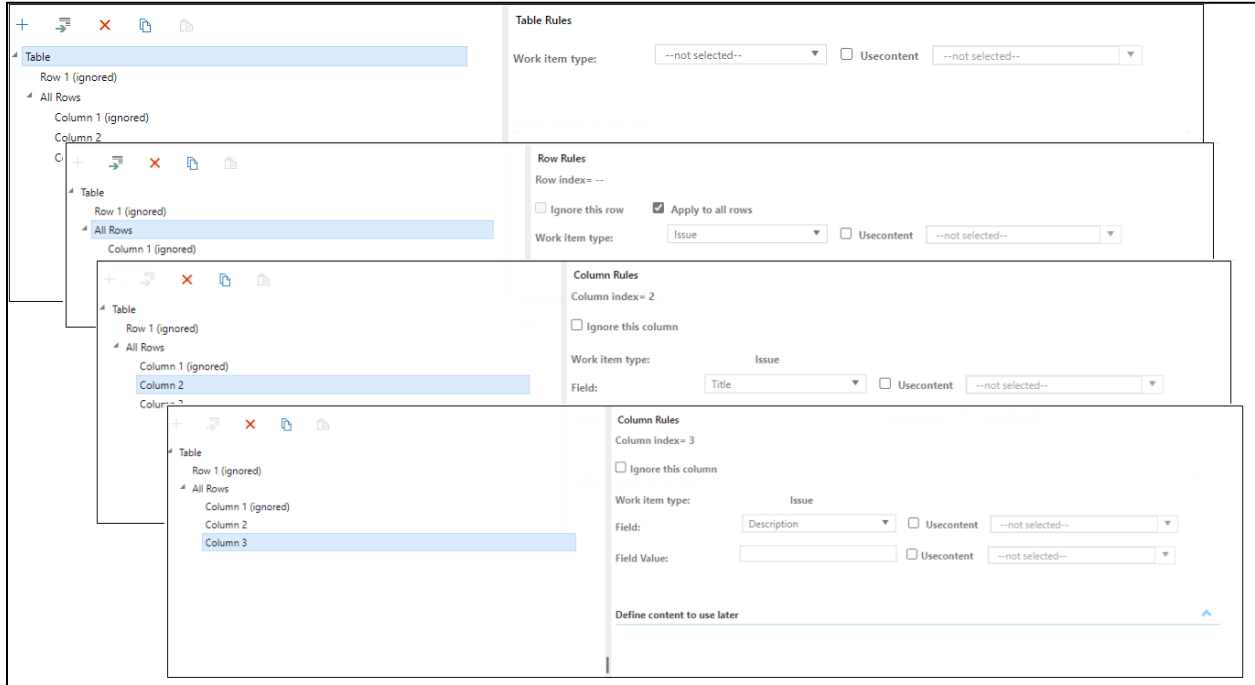 Table Rules
Table
Work item type: --not selected-- Usecontent --not selected--
Row 1 (ignored)
All Rows
Column 1 (ignored)
Column 2
Row Rules
Row index= --
Table
Row 1 (ignored)
Ignore this row Apply to all rows
All Rows
Work item type: Issue Usecontent --not selected--
Column 1 (ignored)
Column Rules
Column index= 2
Table
Row 1 (ignored)
Ignore this column
All Rows
Column 1 (ignored)
Work item type: Issue
Column 2
Field: Title Usecontent --not selected--
Column Rules
Column index= 3
Table
Row 1 (ignored)
Ignore this column
All Rows
Column 1 (ignored)
Work item type: Issue
Column 2
Field: Description Usecontent --not selected--
Column 3
Field Value: Usecontent --not selected--
Define content to use later